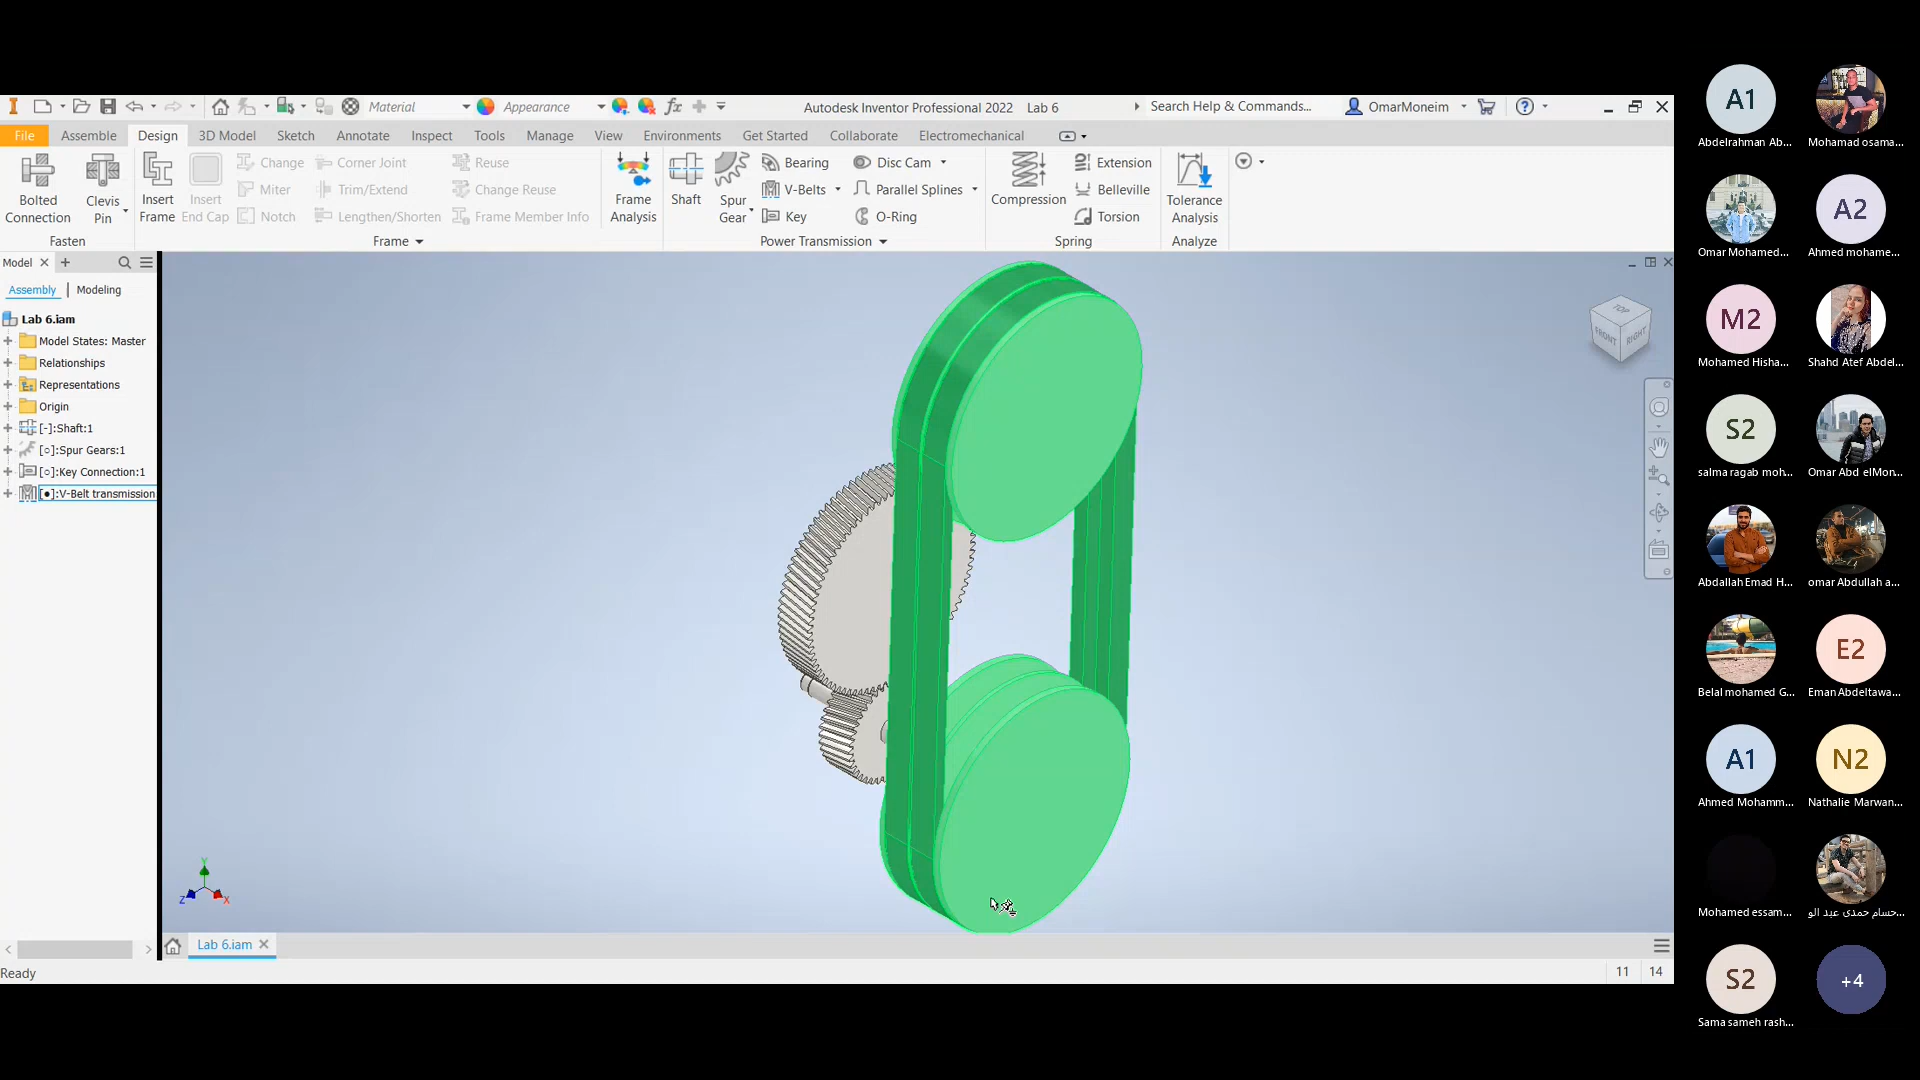 Material
Appearance
Autodesk Inventor Professional 2022 Lab 6
Search Help & Commands...
OmarMoneim
File Assemble Design 3D Model Sketch Annotate Inspect Tools Manage View Environments Get Started Collaborate Electromechanical
Bolted Connection
Clevis Pin
Fasten
Insert Frame
Insert End Cap
Change
Miter
Notch
Corner Joint
Trim/Extend
Lengthen/Shorten
Reuse
Change Reuse
Frame Member Info
Frame
Frame Analysis
Shaft
Spur Gear
Bearing
V-Belts
Key
Disc Cam
Parallel Splines
O-Ring
Power Transmission
Compression
Extension
Belleville
Torsion
Spring
Tolerance Analysis
Analyze
Model
Assembly | Modeling
Lab 6.iam
Model States: Master
Relationships
Representations
Origin
[-]:Shaft:1
[○]:Spur Gears:1
[○]:Key Connection:1
[●]:V-Belt transmission
TOP
FRONT
RIGHT
Y
Z
X
Lab 6.iam
Ready
11 14
A1
Abdelrahman Ab...
Mohamad osama...
Omar Mohamed...
A2
Ahmed mohame...
M2
Mohamed Hisha...
Shahd Atef Abdel...
S2
salma ragab moh...
Omar Abd elMon...
Abdallah Emad H...
omar Abdullah a...
Belal mohamed G...
E2
Eman Abdeltawa...
A1
Ahmed Mohamm...
N2
Nathalie Marwan...
Mohamed essam...
حسام حمدى عبد الو...
S2
Sama sameh rash...
+4